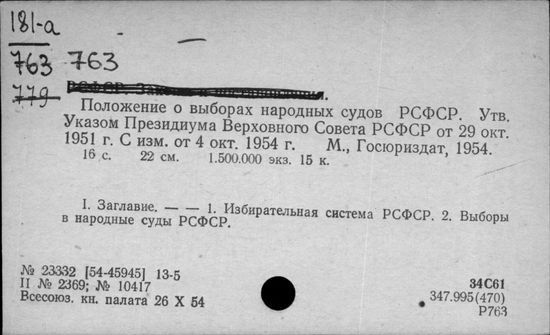 181-а
763 763
779
РСФСР. Законы
Положение о выборах народных судов РСФСР. Утв.
Указом Президиума Верховного Совета РСФСР от 29 окт.
1951 г. С изм. от 4 окт. 1954 г. М., Госюриздат, 1954.
16 с. 22 см. 1.500.000 экз. 15 к.
I. Заглавие. — — 1. Избирательная система РСФСР. 2. Выборы
в народные суды РСФСР.
№ 23332 [54-45945] 13-5
II № 2369; № 10417
Всесоюз. кн. палата 26 X 54
34С61
347.995(470)
Р763